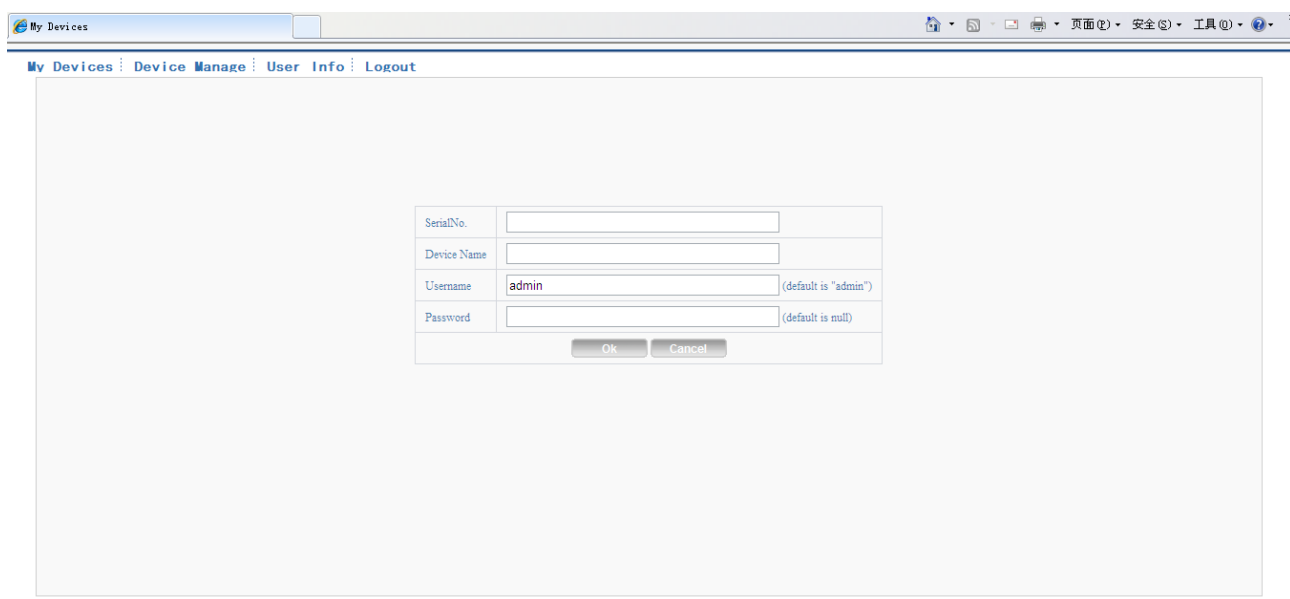 My Devices
页面(P) 安全(S) 工具(O)
My Devices Device Manage User Info Logout
SerialNo.
Device Name
Username admin (default is "admin")
Password (default is null)
Ok Cancel